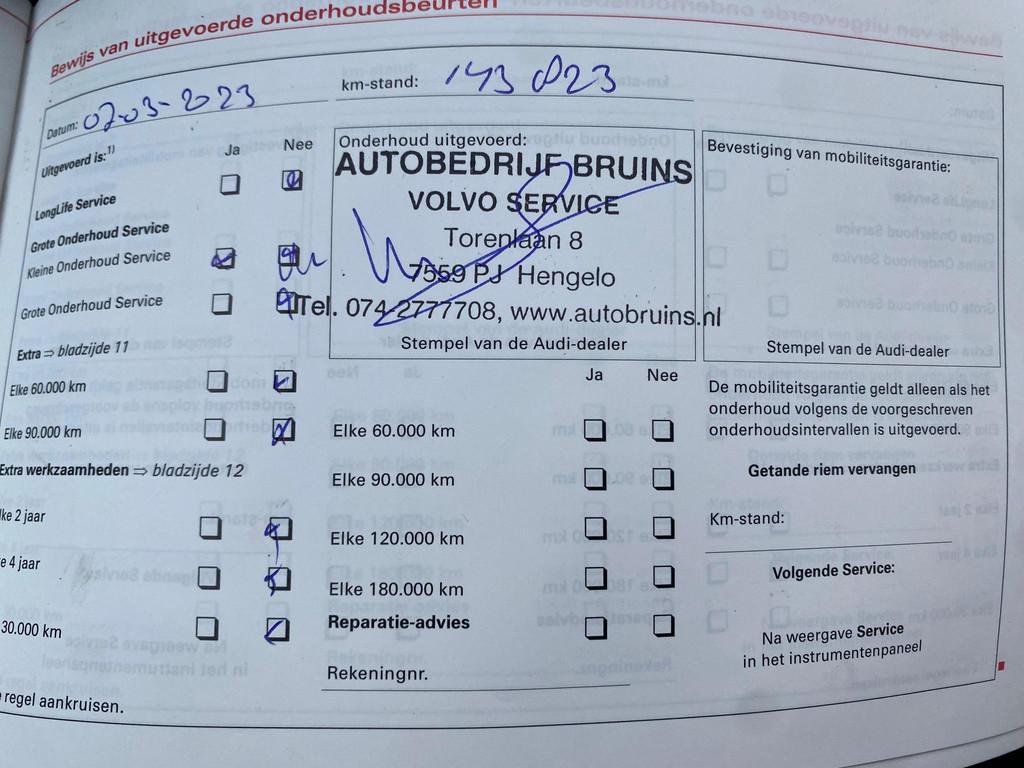 Bewijs van uitgevoerde onderhoudsbeurten
Datum: 07-03-2023
km-stand: 143 823
Uitgevoerd is:1)
Ja Nee
LongLife Service
Grote Onderhoud Service
Kleine Onderhoud Service
Grote Onderhoud Service
Extra ⇒ bladzijde 11
Elke 60.000 km
Elke 90.000 km
Extra werkzaamheden ⇒ bladzijde 12
ke 2 jaar
e 4 jaar
30.000 km
regel aankruisen.
Onderhoud uitgevoerd:
AUTOBEDRIJF BRUINS
VOLVO SERVICE
Torenlaan 8
7559 PJ Hengelo
Tel. 074-2777708, www.autobruins.nl
Stempel van de Audi-dealer
Ja Nee
Elke 60.000 km
Elke 90.000 km
Elke 120.000 km
Elke 180.000 km
Reparatie-advies
Rekeningnr.
Bevestiging van mobiliteitsgarantie:
Stempel van de Audi-dealer
De mobiliteitsgarantie geldt alleen als het
onderhoud volgens de voorgeschreven
onderhoudsintervallen is uitgevoerd.
Getande riem vervangen
Km-stand:
Volgende Service:
Na weergave Service
in het instrumentenpaneel